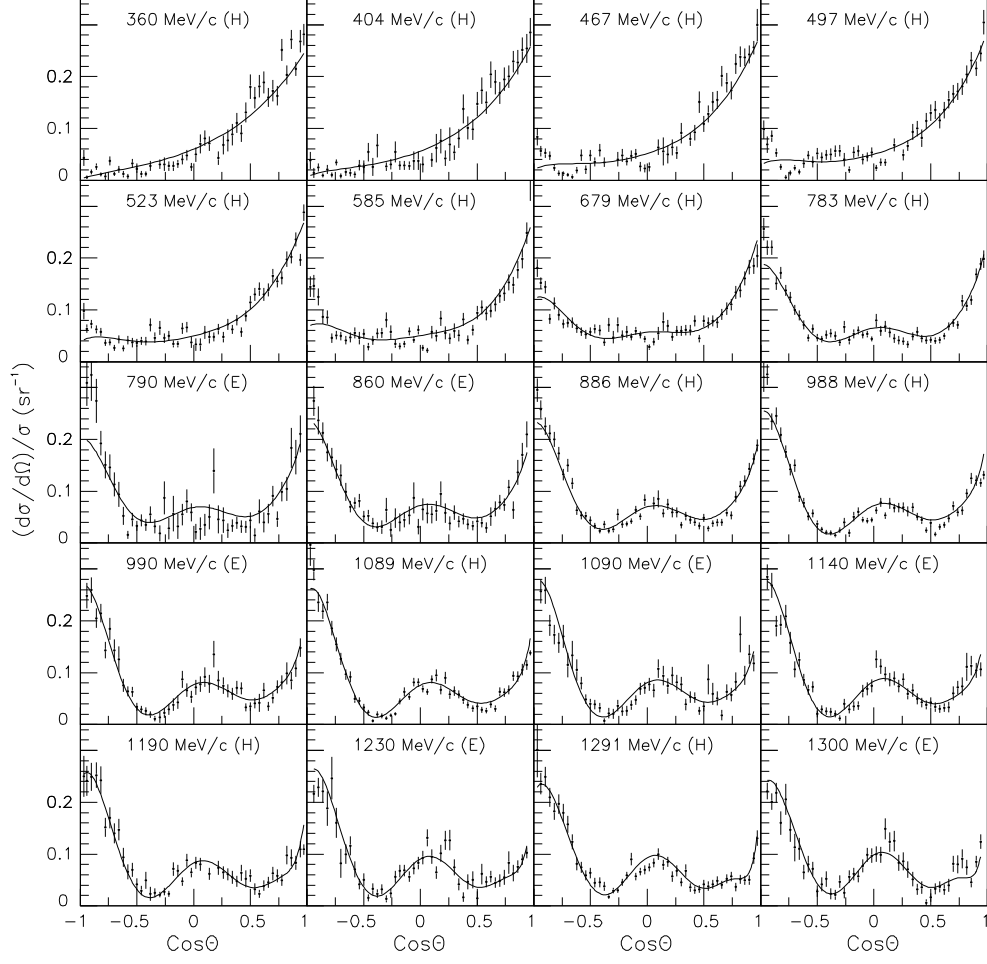 360 MeV/c (H) 404 MeV/c (H) 467 MeV/c (H) 497 MeV/c (H)
0.2
0.1
0
523 MeV/c (H) 585 MeV/c (H) 679 MeV/c (H) 783 MeV/c (H)
0.2
0.1
0
790 MeV/c (E) 860 MeV/c (E) 886 MeV/c (H) 988 MeV/c (H)
(dσ/dΩ)/σ (sr⁻¹)
0.2
0.1
0
990 MeV/c (E) 1089 MeV/c (H) 1090 MeV/c (E) 1140 MeV/c (E)
0.2
0.1
0
1190 MeV/c (H) 1230 MeV/c (E) 1291 MeV/c (H) 1300 MeV/c (E)
0.2
0.1
0
−1 −0.5 0 0.5 −0.5 0 0.5 −0.5 0 0.5 1 −0.5 0 0.5 1
CosΘ CosΘ CosΘ CosΘ